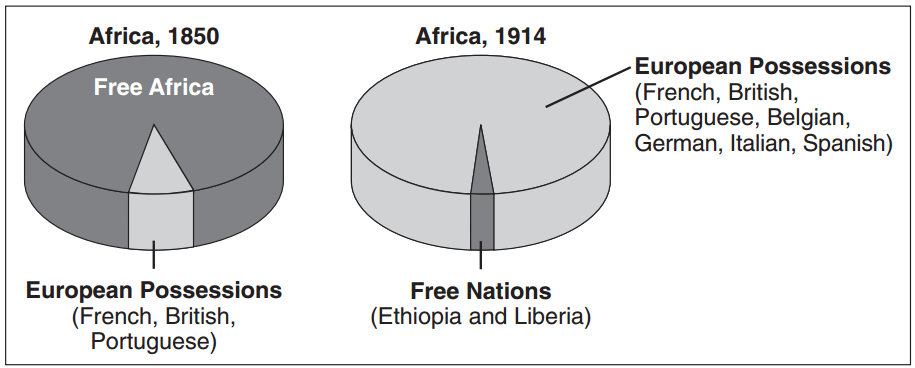 Africa, 1850
Free Africa
European Possessions
(French, British,
Portuguese)
Africa, 1914
European Possessions
(French, British,
Portuguese, Belgian,
German, Italian, Spanish)
Free Nations
(Ethiopia and Liberia)